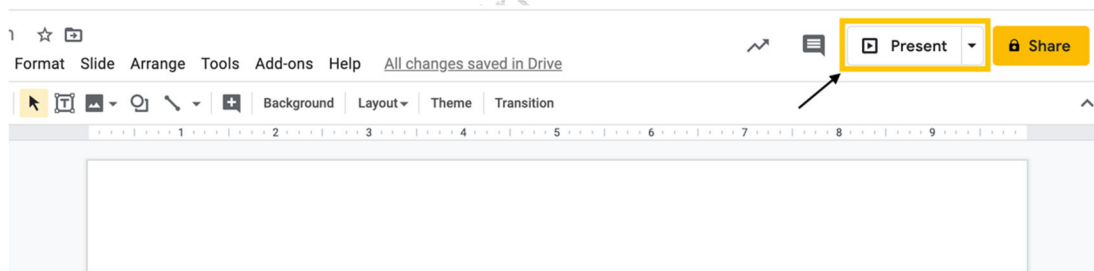 Present
Share
Format Slide Arrange Tools Add-ons Help All changes saved in Drive
Background Layout Theme Transition
1 2 3 4 5 6 7 8 9